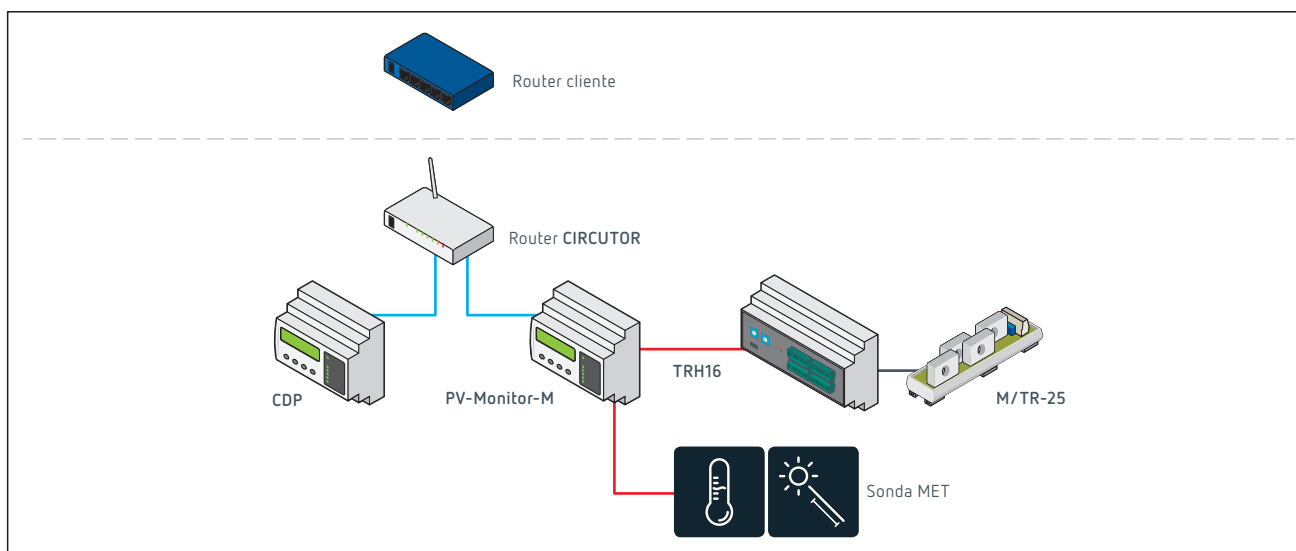 Router cliente
Router CIRCUTOR
CDP
PV-Monitor-M
TRH16
M/TR-25
Sonda MET